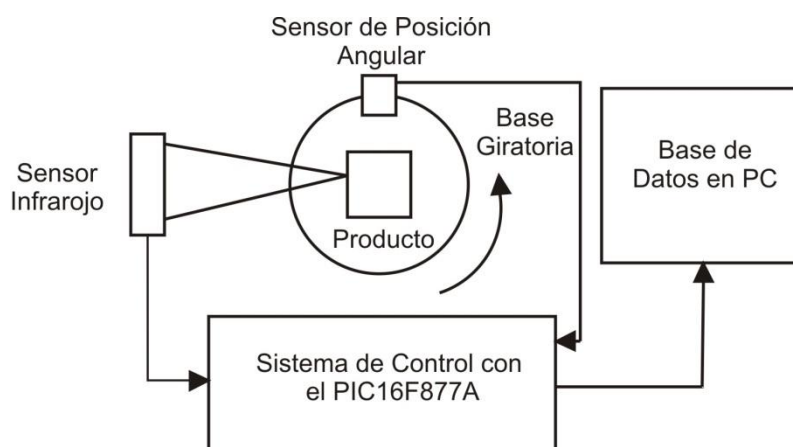 Sensor de Posición
Angular
Base
Giratoria
Sensor
Infrarojo
Producto
Base de
Datos en PC
Sistema de Control con
el PIC16F877A